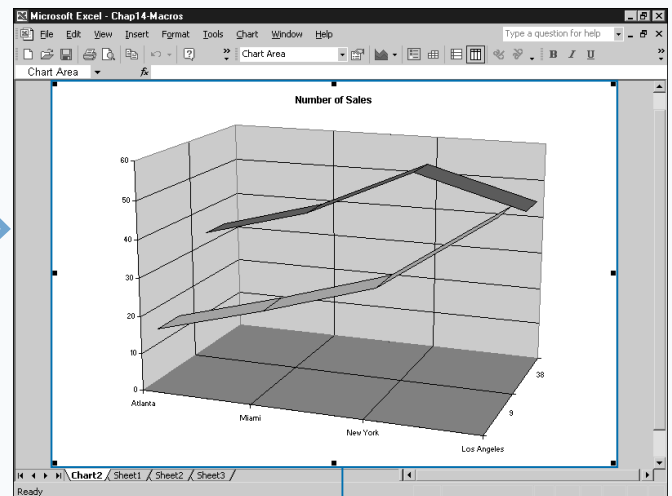 Microsoft Excel - Chap14-Macros
File Edit View Insert Format Tools Chart Window Help
Type a question for help
Chart Area
B I U
Chart Area
fx
Number of Sales
60
50
40
30
20
10
0
Atlanta
Miami
New York
Los Angeles
38
9
Chart2 / Sheet1 / Sheet2 / Sheet3 /
Ready